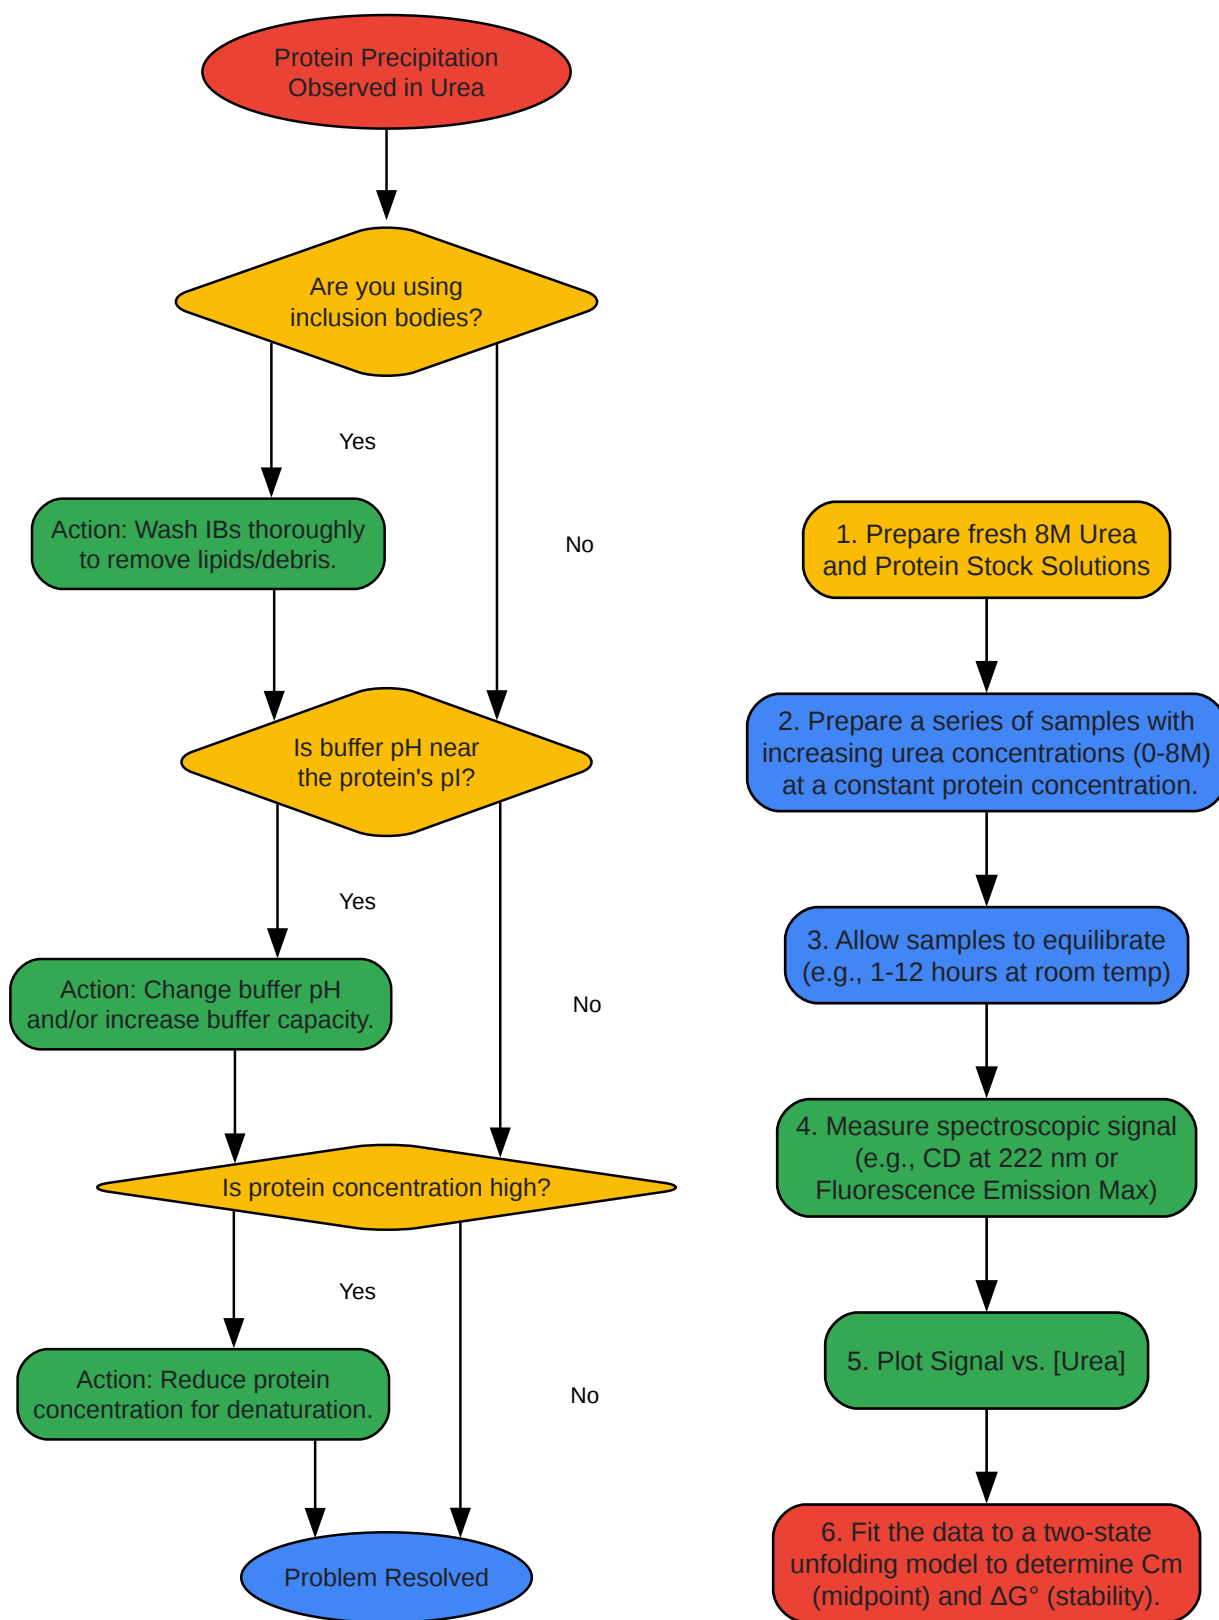 Protein Precipitation
Observed in Urea
Are you using
inclusion bodies?
Yes
No
Action: Wash IBs thoroughly
to remove lipids/debris.
Is buffer pH near
the protein's pI?
Yes
No
Action: Change buffer pH
and/or increase buffer capacity.
Is protein concentration high?
Yes
No
Action: Reduce protein
concentration for denaturation.
Problem Resolved
1. Prepare fresh 8M Urea
and Protein Stock Solutions
2. Prepare a series of samples with
increasing urea concentrations (0-8M)
at a constant protein concentration.
3. Allow samples to equilibrate
(e.g., 1-12 hours at room temp)
4. Measure spectroscopic signal
(e.g., CD at 222 nm or
Fluorescence Emission Max)
5. Plot Signal vs. [Urea]
6. Fit the data to a two-state
unfolding model to determine Cm
(midpoint) and ΔG° (stability).